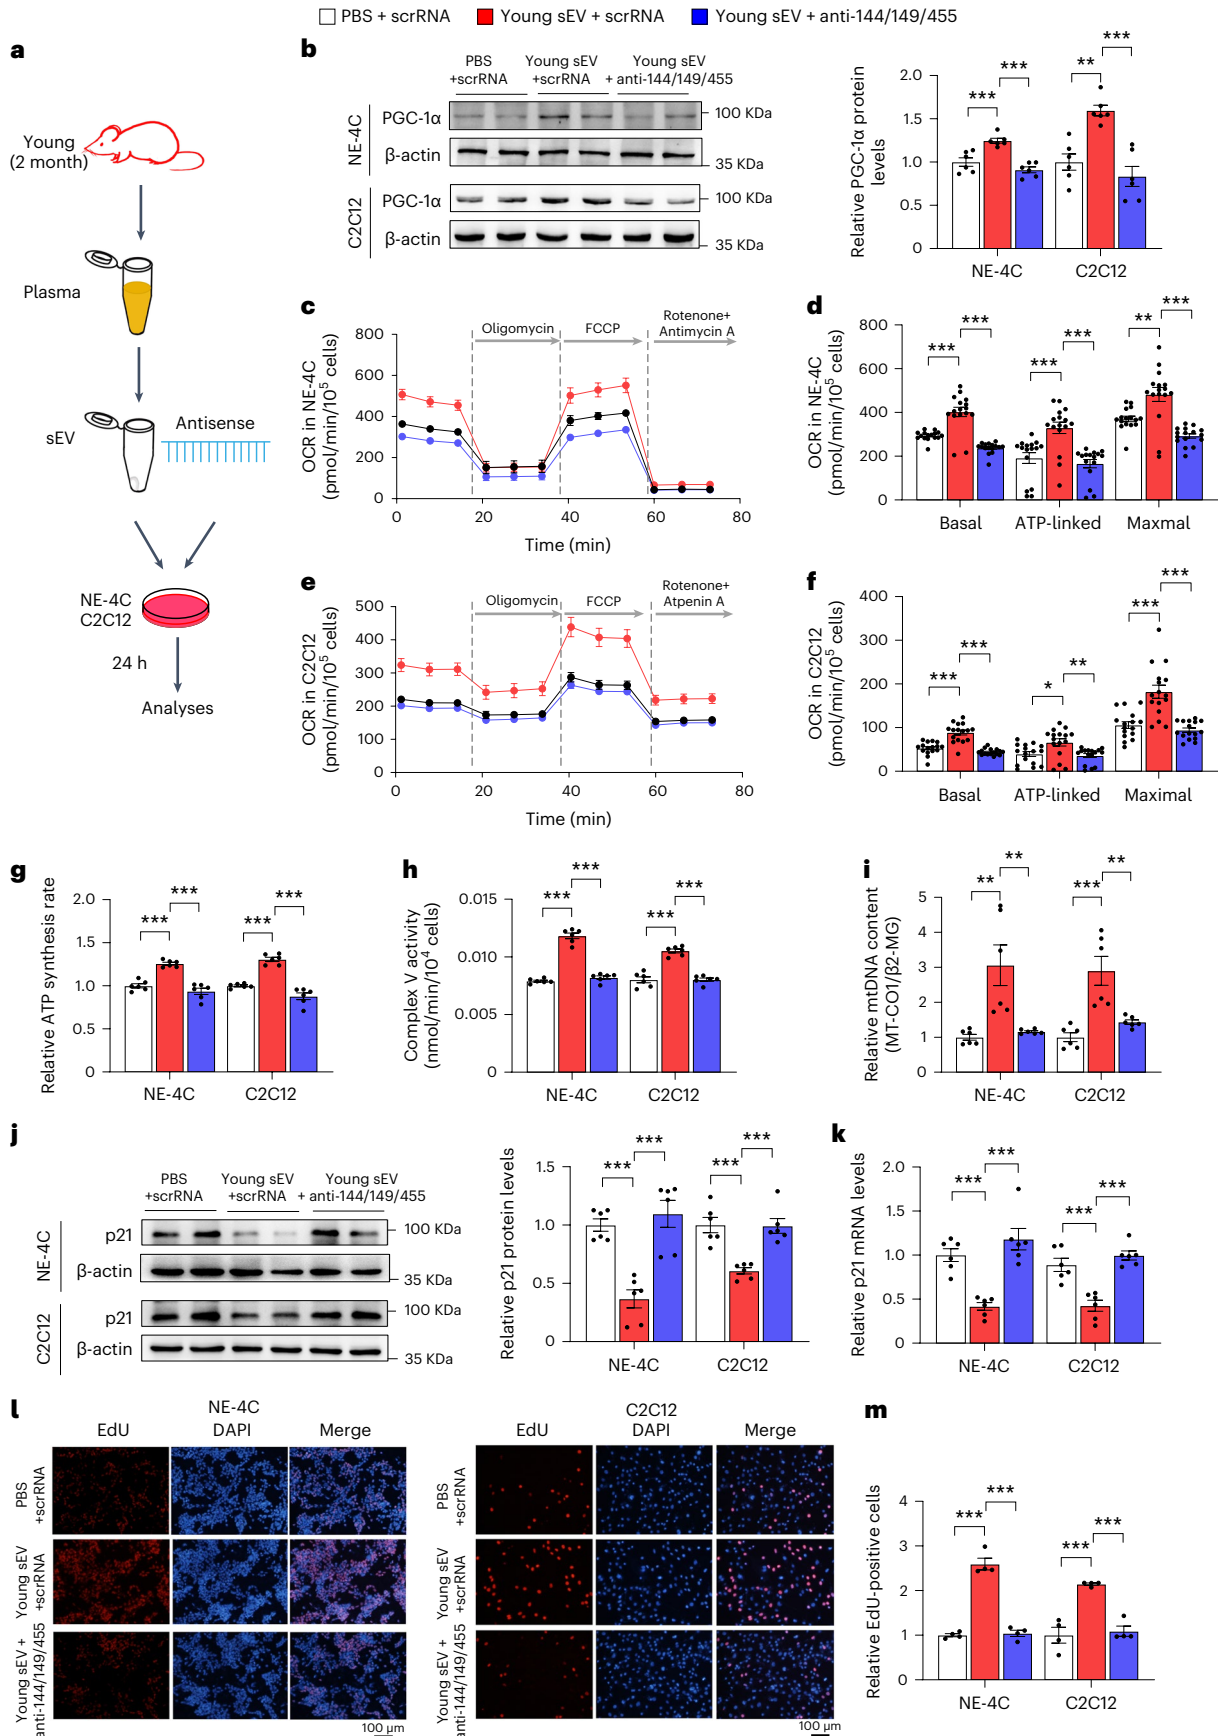 PBS + scrRNA Young sEV + scrRNA Young sEV + anti-144/149/455
a
Young
(2 month)
Plasma
sEV
Antisense
NE-4C
C2C12
24 h
Analyses
b
PBS
+scrRNA
Young sEV
+scrRNA
Young sEV
+ anti-144/149/455
NE-4C
PGC-1α
100 KDa
β-actin
35 KDa
C2C12
PGC-1α
100 KDa
β-actin
35 KDa
Relative PGC-1α protein
levels
2.0
1.5
1.0
0.5
0
*** *** ** ***
NE-4C C2C12
c
OCR in NE-4C
(pmol/min/10⁵ cells)
800
600
400
200
0
Oligomycin
FCCP
Rotenone+
Antimycin A
0 20 40 60 80
Time (min)
d
OCR in NE-4C
(pmol/min/10⁵ cells)
800
600
400
200
0
*** *** *** *** ** ***
Basal ATP-linked Maxmal
e
OCR in C2C12
(pmol/min/10⁵ cells)
500
400
300
200
100
0
Oligomycin
FCCP
Rotenone+
Atpenin A
0 20 40 60 80
Time (min)
f
OCR in C2C12
(pmol/min/10⁵ cells)
400
300
200
100
0
*** *** * ** *** ***
Basal ATP-linked Maximal
g
Relative ATP synthesis rate
2.0
1.5
1.0
0.5
0
*** *** *** ***
NE-4C C2C12
h
Complex V activity
(nmol/min/10⁴ cells)
0.015
0.010
0.005
0
*** *** *** ***
NE-4C C2C12
i
Relative mtDNA content
(MT-CO1/β2-MG)
5
4
3
2
1
0
** ** *** **
NE-4C C2C12
j
PBS
+scrRNA
Young sEV
+scrRNA
Young sEV
+ anti-144/149/455
NE-4C
p21
100 KDa
β-actin
35 KDa
C2C12
p21
100 KDa
β-actin
35 KDa
Relative p21 protein levels
1.5
1.0
0.5
0
*** *** *** ***
NE-4C C2C12
k
Relative p21 mRNA levels
2.0
1.5
1.0
0.5
0
*** *** *** ***
NE-4C C2C12
l
NE-4C
EdU DAPI Merge
PBS
+scrRNA
Young sEV
+scrRNA
Young sEV +
anti-144/149/455
100 µm
C2C12
EdU DAPI Merge
PBS
+scrRNA
Young sEV
+scrRNA
Young sEV +
anti-144/149/455
100 µm
m
Relative EdU-positive cells
4
3
2
1
0
*** *** *** ***
NE-4C C2C12